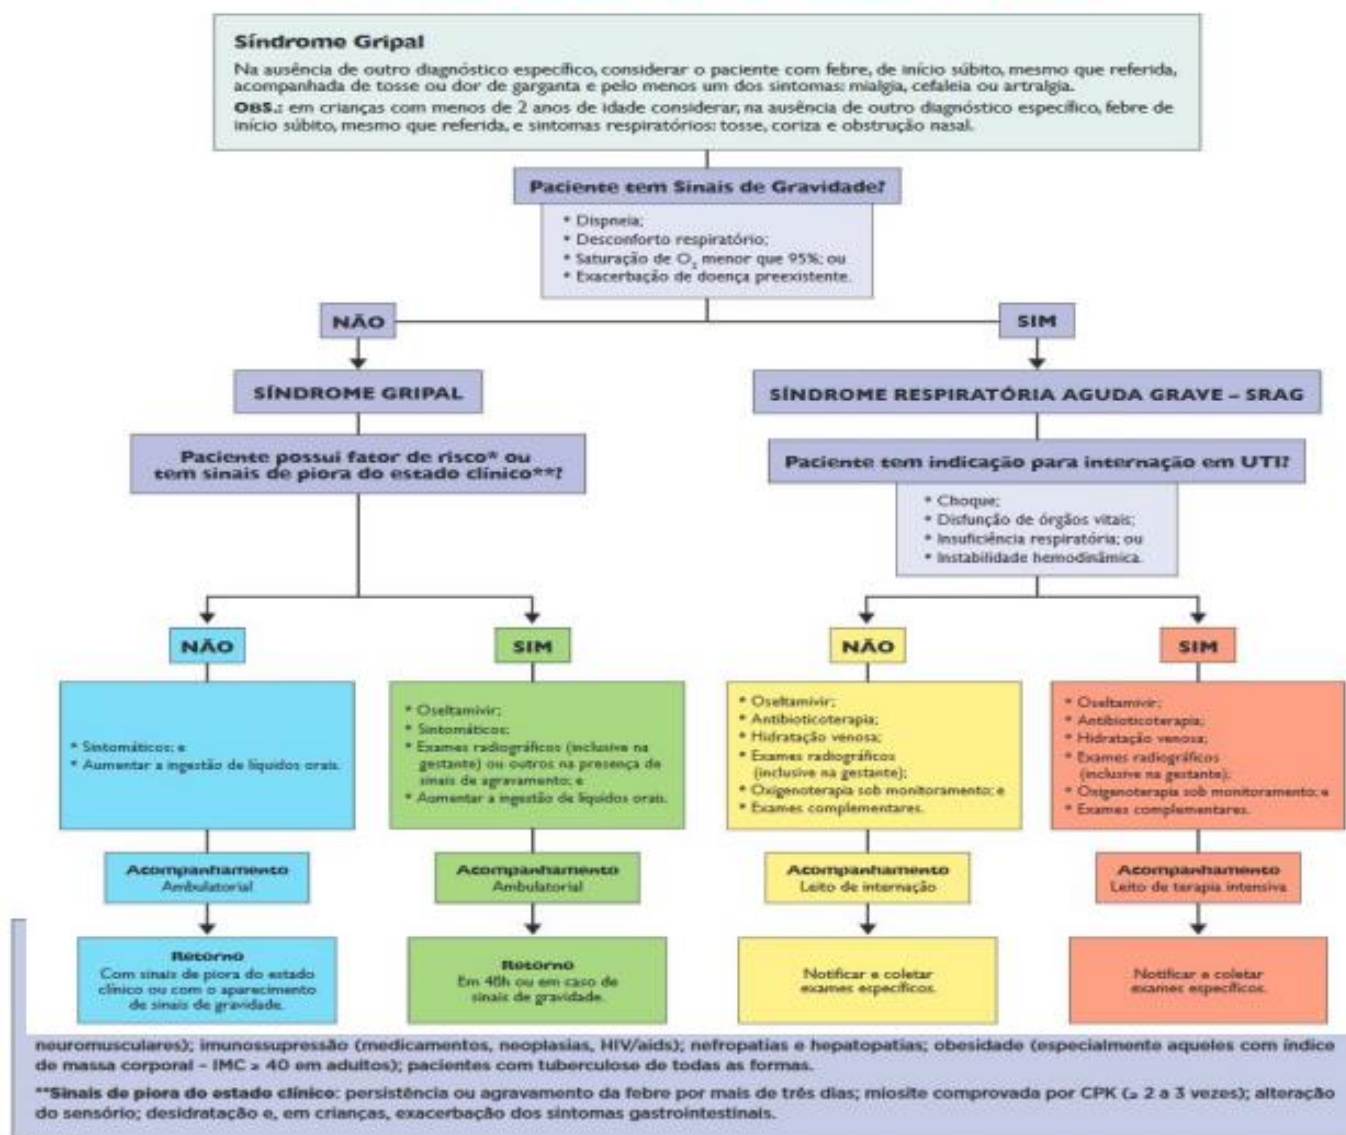 Síndrome Gripal
Na ausência de outro diagnóstico específico, considerar o paciente com febre, de início súbito, mesmo que referida,
acompanhada de tosse ou dor de garganta e pelo menos um dos sintomas: mialgia, cefaleia ou artralgia.
OBS.: em crianças com menos de 2 anos de idade considerar, na ausência de outro diagnóstico específico, febre de
início súbito, mesmo que referida, e sintomas respiratórios: tosse, coriza e obstrução nasal.
Paciente tem Sinais de Gravidade?
* Dispneia;
* Desconforto respiratório;
* Saturação de O₂ menor que 95%; ou
* Exacerbação de doença preexistente.
NÃO
SIM
SÍNDROME GRIPAL
SÍNDROME RESPIRATÓRIA AGUDA GRAVE – SRAG
Paciente possui fator de risco* ou
tem sinais de piora do estado clínico**?
Paciente tem indicação para internação em UTI?
* Choque;
* Disfunção de órgãos vitais;
* Insuficiência respiratória; ou
* Instabilidade hemodinâmica.
NÃO
SIM
NÃO
SIM
* Sintomáticos; e
* Aumentar a ingestão de líquidos orais.
* Oseltamivir;
* Sintomáticos;
* Exames radiográficos (inclusive na
gestante) ou outros na presença de
sinais de agravamento; e
* Aumentar a ingestão de líquidos orais.
* Oseltamivir;
* Antibioticoterapia;
* Hidratação venosa;
* Exames radiográficos
(inclusive na gestante);
* Oxigenoterapia sob monitoramento; e
* Exames complementares.
* Oseltamivir;
* Antibioticoterapia;
* Hidratação venosa;
* Exames radiográficos
(inclusive na gestante);
* Oxigenoterapia sob monitoramento; e
* Exames complementares.
Acompanhamento
Ambulatorial
Acompanhamento
Ambulatorial
Acompanhamento
Leito de internação
Acompanhamento
Leito de terapia intensiva
Retorno
Com sinais de piora do estado
clínico ou com o aparecimento
de sinais de gravidade.
Retorno
Em 48h ou em caso de
sinais de gravidade.
Notificar e coletar
exames específicos.
Notificar e coletar
exames específicos.
neuromusculares); imunossupressão (medicamentos, neoplasias, HIV/aids); nefropatias e hepatopatias; obesidade (especialmente aqueles com índice
de massa corporal – IMC ≥ 40 em adultos); pacientes com tuberculose de todas as formas.
**Sinais de piora do estado clínico: persistência ou agravamento da febre por mais de três dias; miosite comprovada por CPK (≥ 2 a 3 vezes); alteração
do sensório; desidratação e, em crianças, exacerbação dos sintomas gastrointestinais.